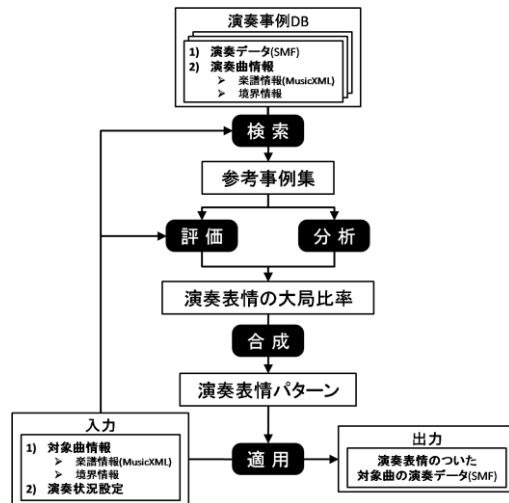 演奏事例DB
1) 演奏データ(SMF)
2) 演奏曲情報
➢ 楽譜情報(MusicXML)
➢ 境界情報
検索
参考事例集
評価
分析
演奏表情の大局比率
合成
演奏表情パターン
入力
1) 対象曲情報
➢ 楽譜情報(MusicXML)
➢ 境界情報
2) 演奏状況設定
適用
出力
演奏表情のついた
対象曲の演奏データ(SMF)